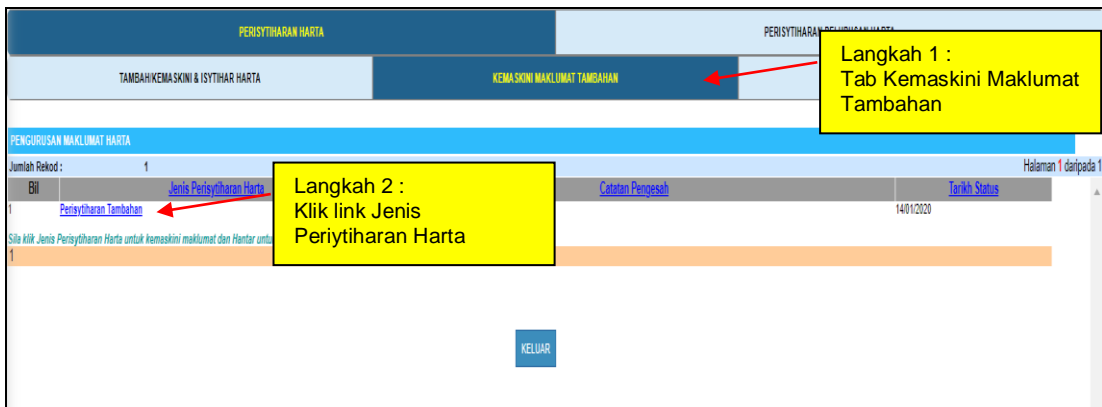 PERISYTIHARAN HARTA
PERISYTIHARAN PELUPUSAN HARTA
TAMBAH/KEMASKINI & ISYTIHAR HARTA
KEMASKINI MAKLUMAT TAMBAHAN
Langkah 1 :
Tab Kemaskini Maklumat
Tambahan
PENGURUSAN MAKLUMAT HARTA
Jumlah Rekod : 1
Halaman 1 daripada 1
Bil Jenis Perisytiharan Harta Catatan Pengesah Tarikh Status
1 Perisytiharan Tambahan 14/01/2020
Langkah 2 :
Klik link Jenis
Periytiharan Harta
Sila klik Jenis Perisytiharan Harta untuk kemaskini maklumat dan Hantar
1
KELUAR